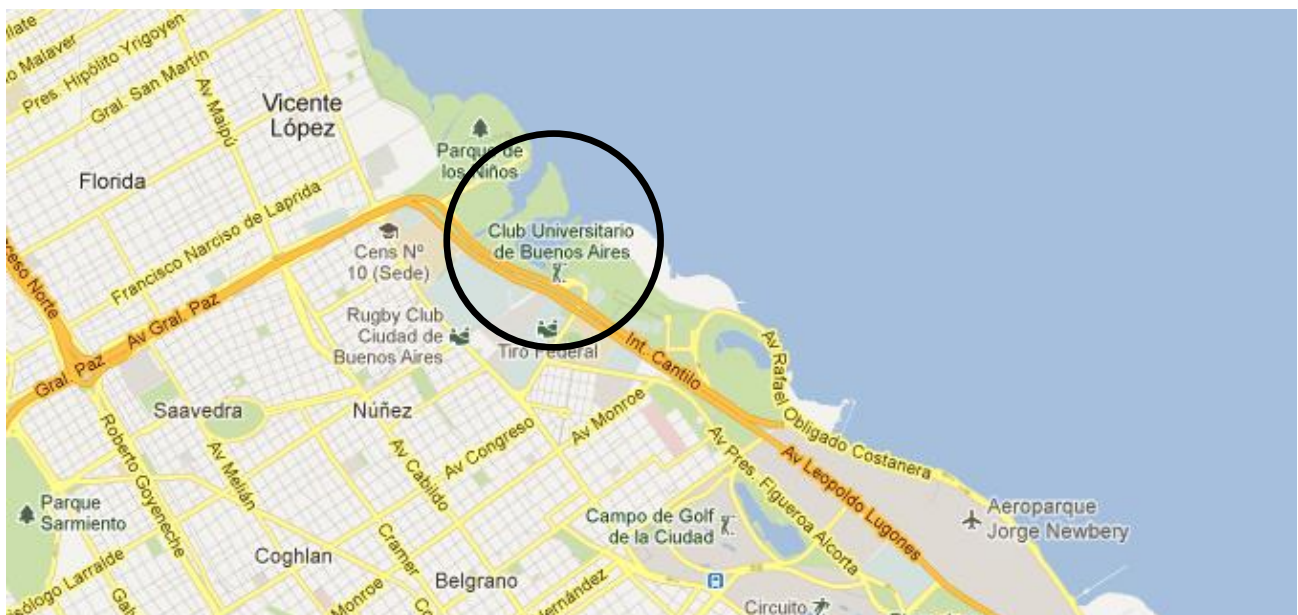 Malaver
Pres. Hipólito Yrigoyen
Gral. San Martín
Av Maipú
Vicente
López
Parque de
los Niños
Florida
Francisco Narciso de Laprida
Club Universitario
de Buenos Aires
Cens Nº
10 (Sede)
Av Gral. Paz
Rugby Club
Ciudad de
Buenos Aires
Tiro Federal
Int. Cantilo
Av Rafael Obligado Costanera
Gral. Paz
Saavedra
Núñez
Av Monroe
Av Congreso
Av Cabildo
Av Melián
Roberto Goyeneche
Av Leopoldo Lugones
Av Pres. Figueroa Alcorta
Parque
Sarmiento
Campo de Golf
de la Ciudad
Aeroparque
Jorge Newbery
Coghlan
Cramer
Belgrano
Monroe
Circuito